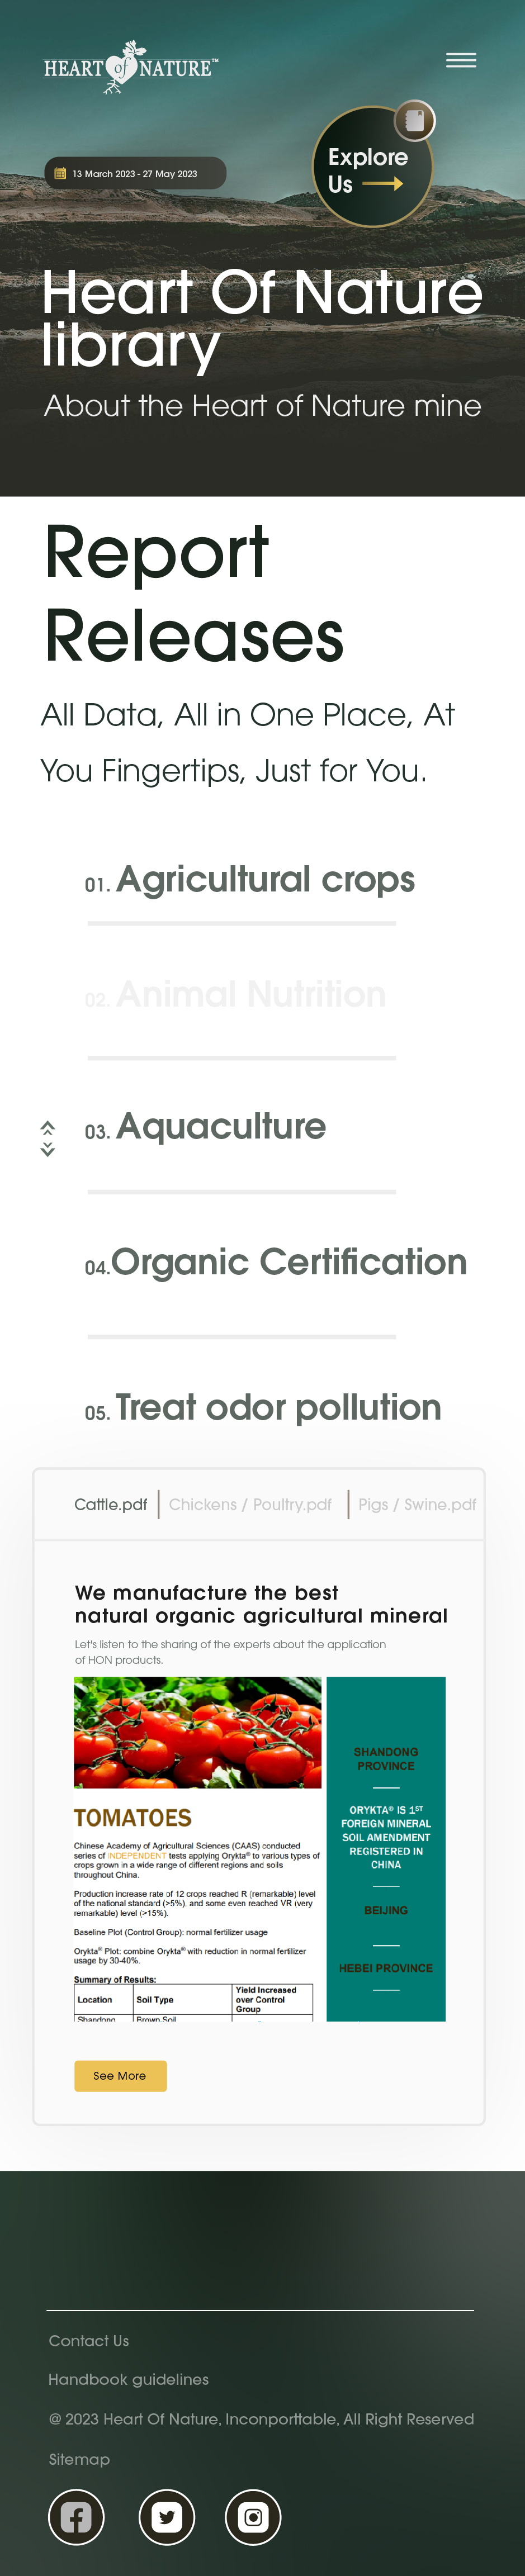 HEART of NATURE™
13 March 2023 - 27 May 2023
Explore
Us
Heart Of Nature
library
About the Heart of Nature mine
Report
Releases
All Data, All in One Place, At
You Fingertips, Just for You.
01. Agricultural crops
02. Animal Nutrition
03. Aquaculture
04.Organic Certification
05. Treat odor pollution
Cattle.pdf Chickens / Poultry.pdf Pigs / Swine.pdf
We manufacture the best
natural organic agricultural mineral
Let's listen to the sharing of the experts about the application
of HON products.
TOMATOES
Chinese Academy of Agricultural Sciences (CAAS) conducted
series of INDEPENDENT tests applying Orykta® to various types of
crops grown in a wide range of different regions and soils
throughout China.
Production increase rate of 12 crops reached R (remarkable) level
of the national standard (>5%), and some even reached VR (very
remarkable) level (>15%).
Baseline Plot (Control Group): normal fertilizer usage
Orykta® Plot: combine Orykta® with reduction in normal fertilizer
usage by 30-40%.
Summary of Results:
Location Soil Type Yield Increased
over Control
Group
Shandong Brown Soil
SHANDONG
PROVINCE
ORYKTA® IS 1ST
FOREIGN MINERAL
SOIL AMENDMENT
REGISTERED IN
CHINA
BEIJING
HEBEI PROVINCE
See More
Contact Us
Handbook guidelines
@ 2023 Heart Of Nature, Inconporttable, All Right Reserved
Sitemap